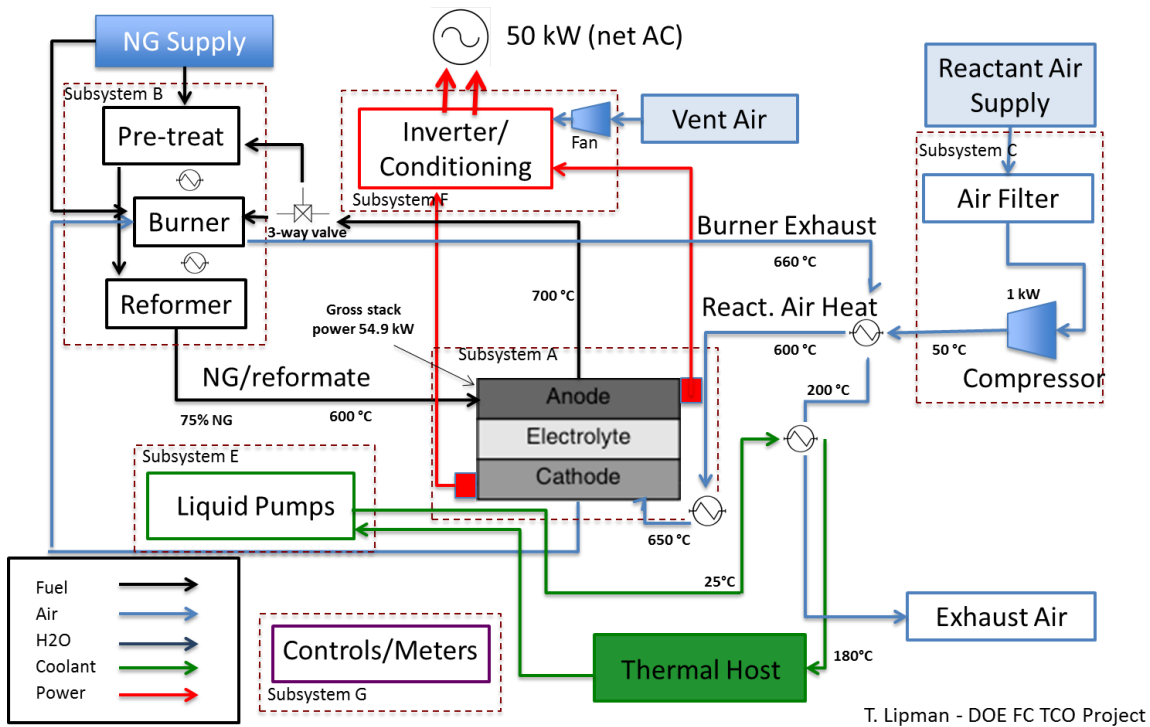 NG Supply
50 kW (net AC)
Reactant Air
Supply
Subsystem B
Subsystem C
Pre-treat
Inverter/
Conditioning
Fan
Vent Air
Air Filter
Subsystem F
Burner
3-way valve
Burner Exhaust
660 °C
Reformer
700 °C
Gross stack
power 54.9 kW
React. Air Heat
600 °C
1 kW
50 °C
Compressor
Subsystem A
NG/reformate
75% NG
600 °C
200 °C
Anode
Electrolyte
Cathode
Subsystem E
Liquid Pumps
650 °C
25°C
Fuel
Air
H2O
Coolant
Power
Controls/Meters
Subsystem G
Thermal Host
180°C
Exhaust Air
T. Lipman - DOE FC TCO Project